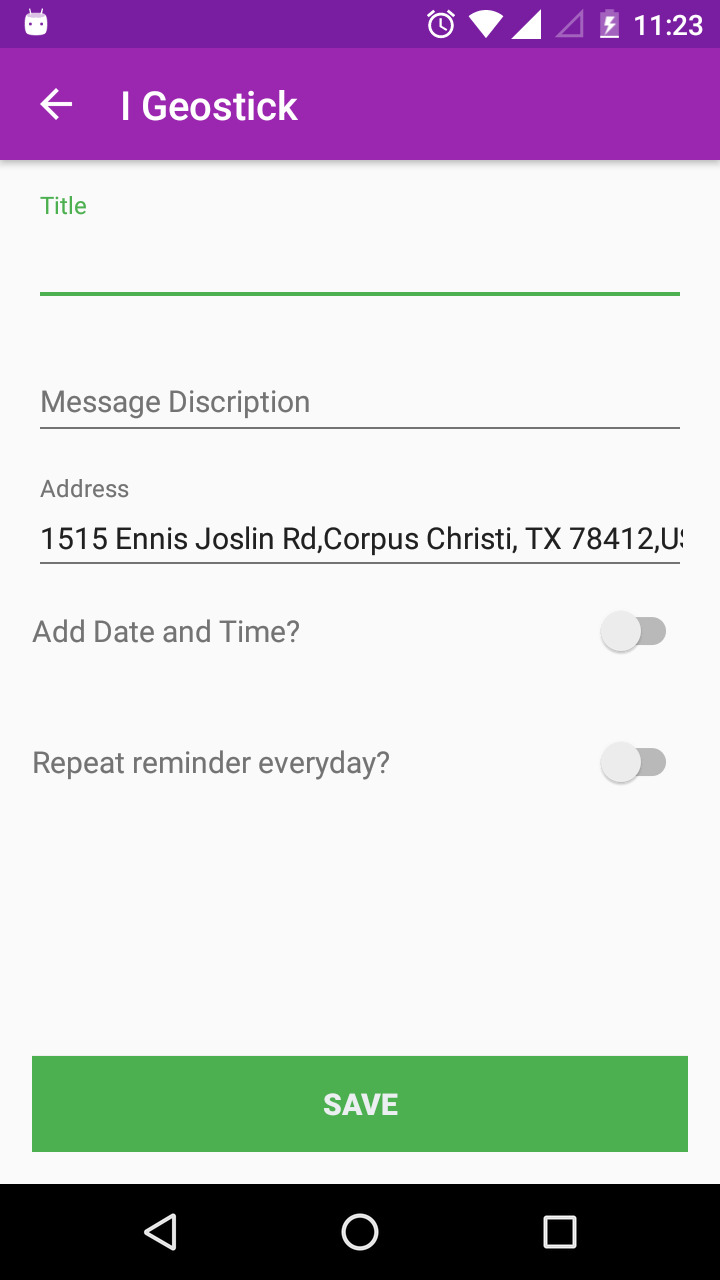 11:23
I Geostick
Title
Message Discription
Address
1515 Ennis Joslin Rd,Corpus Christi, TX 78412,US
Add Date and Time?
Repeat reminder everyday?
SAVE